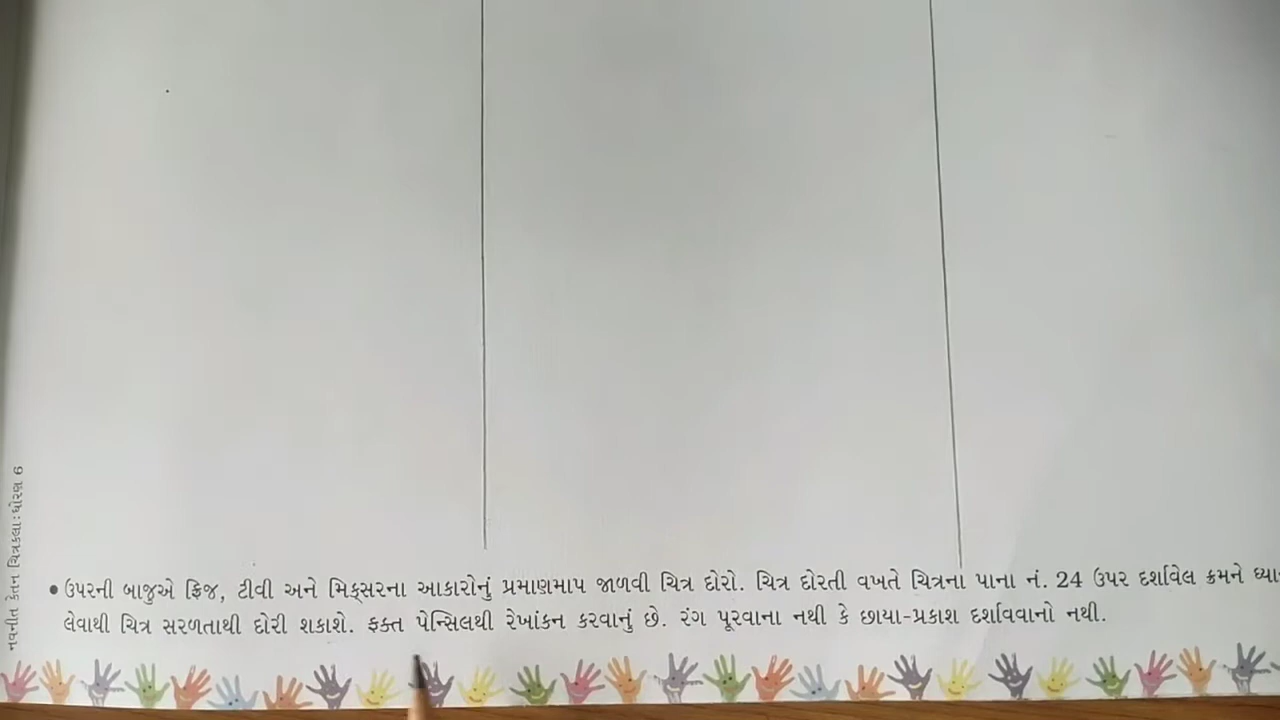 • ઉપરની બાજુએ ફ્રિજ, ટીવી અને મિક્સરના આકારોનું પ્રમાણમાપ જાળવી ચિત્ર દોરો. ચિત્ર દોરતી વખતે ચિત્રના પાના નં. 24 ઉપર દર્શાવેલ ક્રમને
લેવાથી ચિત્ર સરળતાથી દોરી શકાશે. ફક્ત પેન્સિલથી રેખાંકન કરવાનું છે. રંગ પૂરવાના નથી કે છાયા-પ્રકાશ દર્શાવવાનો નથી.
નવનીત કેતન ચિત્રકલા : ધોરણ 6